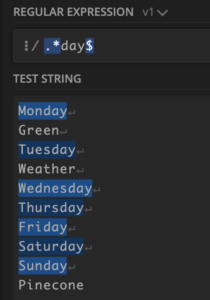 REGULAR EXPRESSION v1
/ .*day$
TEST STRING
Monday↵
Green↵
Tuesday↵
Weather↵
Wednesday↵
Thursday↵
Friday↵
Saturday↵
Sunday↵
Pinecone